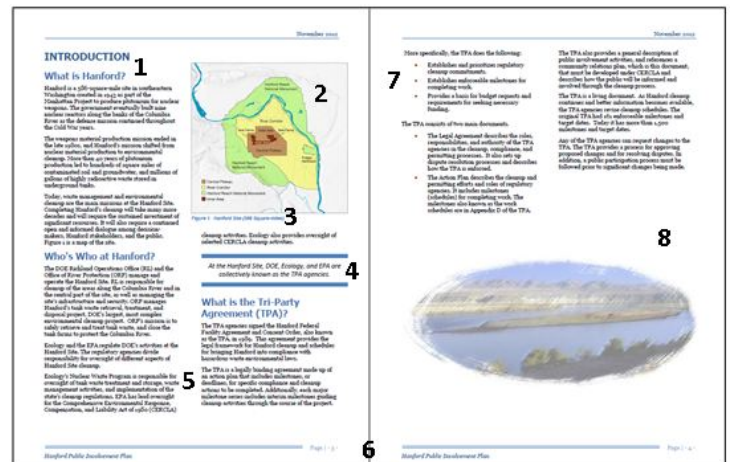 November 2012
INTRODUCTION
1
What is Hanford?
Hanford is a 586-square-mile site in southeastern
Washington created in 1943 as part of the
Manhattan Project to produce plutonium for nuclear
weapons. The government eventually built nine
nuclear reactors along the banks of the Columbia
River as the defense mission continued throughout
the Cold War years.
The weapons material production mission ended in
the late 1980s, and Hanford's mission shifted from
nuclear material production to environmental
cleanup. More than 40 years of plutonium
production led to hundreds of square miles of
contaminated soil and groundwater, and millions of
gallons of highly radioactive waste stored in
underground tanks.
Today, waste management and environmental
cleanup are the main missions at the Hanford Site.
Completing Hanford's cleanup will take many more
decades and will require the sustained investment of
significant resources. It will also require a continued
open and informed dialogue among decision-
makers, Hanford stakeholders, and the public.
Figure 1 is a map of the site.
Who's Who at Hanford?
The DOE Richland Operations Office (RL) and the
Office of River Protection (ORP) manage and
operate the Hanford Site. RL is responsible for
cleanup of the areas along the Columbia River and in
the central part of the site, as well as managing the
site's infrastructure and security. ORP manages
Hanford's tank waste retrieval, treatment, and
disposal project, DOE's largest, most complex
environmental cleanup project. ORP's mission is to
safely retrieve and treat tank waste, and close the
tank farms to protect the Columbia River.
Ecology and the EPA regulate DOE's activities at the
Hanford Site. The regulatory agencies divide
responsibility for oversight of different aspects of
Hanford Site cleanup.
Ecology's Nuclear Waste Program is responsible for
oversight of tank waste treatment and storage, waste
management activities, and implementation of the
state's cleanup regulations. EPA has lead oversight
for the Comprehensive Environmental Response,
Compensation, and Liability Act of 1980 (CERCLA)
5
2
River Corridor
Central Plateau
River Corridor
Hanford Reach National Monument
3
Figure 1 - Hanford Site (586 Square-miles)
cleanup activities. Ecology also provides oversight of
selected CERCLA cleanup activities.
At the Hanford Site, DOE, Ecology, and EPA are
collectively known as the TPA agencies.
4
What is the Tri-Party
Agreement (TPA)?
The TPA agencies signed the Hanford Federal
Facility Agreement and Consent Order, also known
as the TPA, in 1989. This agreement provides the
legal framework for Hanford cleanup and schedules
for bringing Hanford into compliance with
hazardous waste environmental laws.
The TPA is a legally binding agreement made up of
an action plan that includes milestones, or
deadlines, for specific compliance and cleanup
actions to be completed. Additionally, each major
milestone series includes interim milestones guiding
cleanup activities through the course of the project.
Hanford Public Involvement Plan
6
November 2012
7
More specifically, the TPA does the following:
• Establishes and prioritizes regulatory
cleanup commitments.
• Establishes enforceable milestones for
completing work.
• Provides a basis for budget requests and
requirements for seeking necessary
funding.
The TPA consists of two main documents.
• The Legal Agreement describes the roles,
responsibilities, and authority of the TPA
agencies in the cleanup, compliance, and
permitting processes. It also sets up
dispute resolution processes and describes
how the TPA is enforced.
• The Action Plan describes the cleanup and
permitting efforts and roles of regulatory
agencies. It includes milestones
(schedules) for completing work. The
milestones also known as the work
schedules are in Appendix D of the TPA.
The TPA also provides a general description of
public involvement activities, and references a
community relations plan, which is this document,
that must be developed under CERCLA and
describes how the public will be informed and
involved through the cleanup process.
The TPA is a living document. As Hanford cleanup
continues and better information becomes available,
the TPA agencies revise cleanup schedules. The
original TPA had 161 enforceable milestones and
target dates. Today it has more than 1,300
milestones and target dates.
Any of the TPA agencies can request changes to the
TPA. The TPA provides a process for approving
proposed changes and for resolving disputes. In
addition, a public participation process must be
followed prior to significant changes being made.
8
Hanford Public Involvement Plan